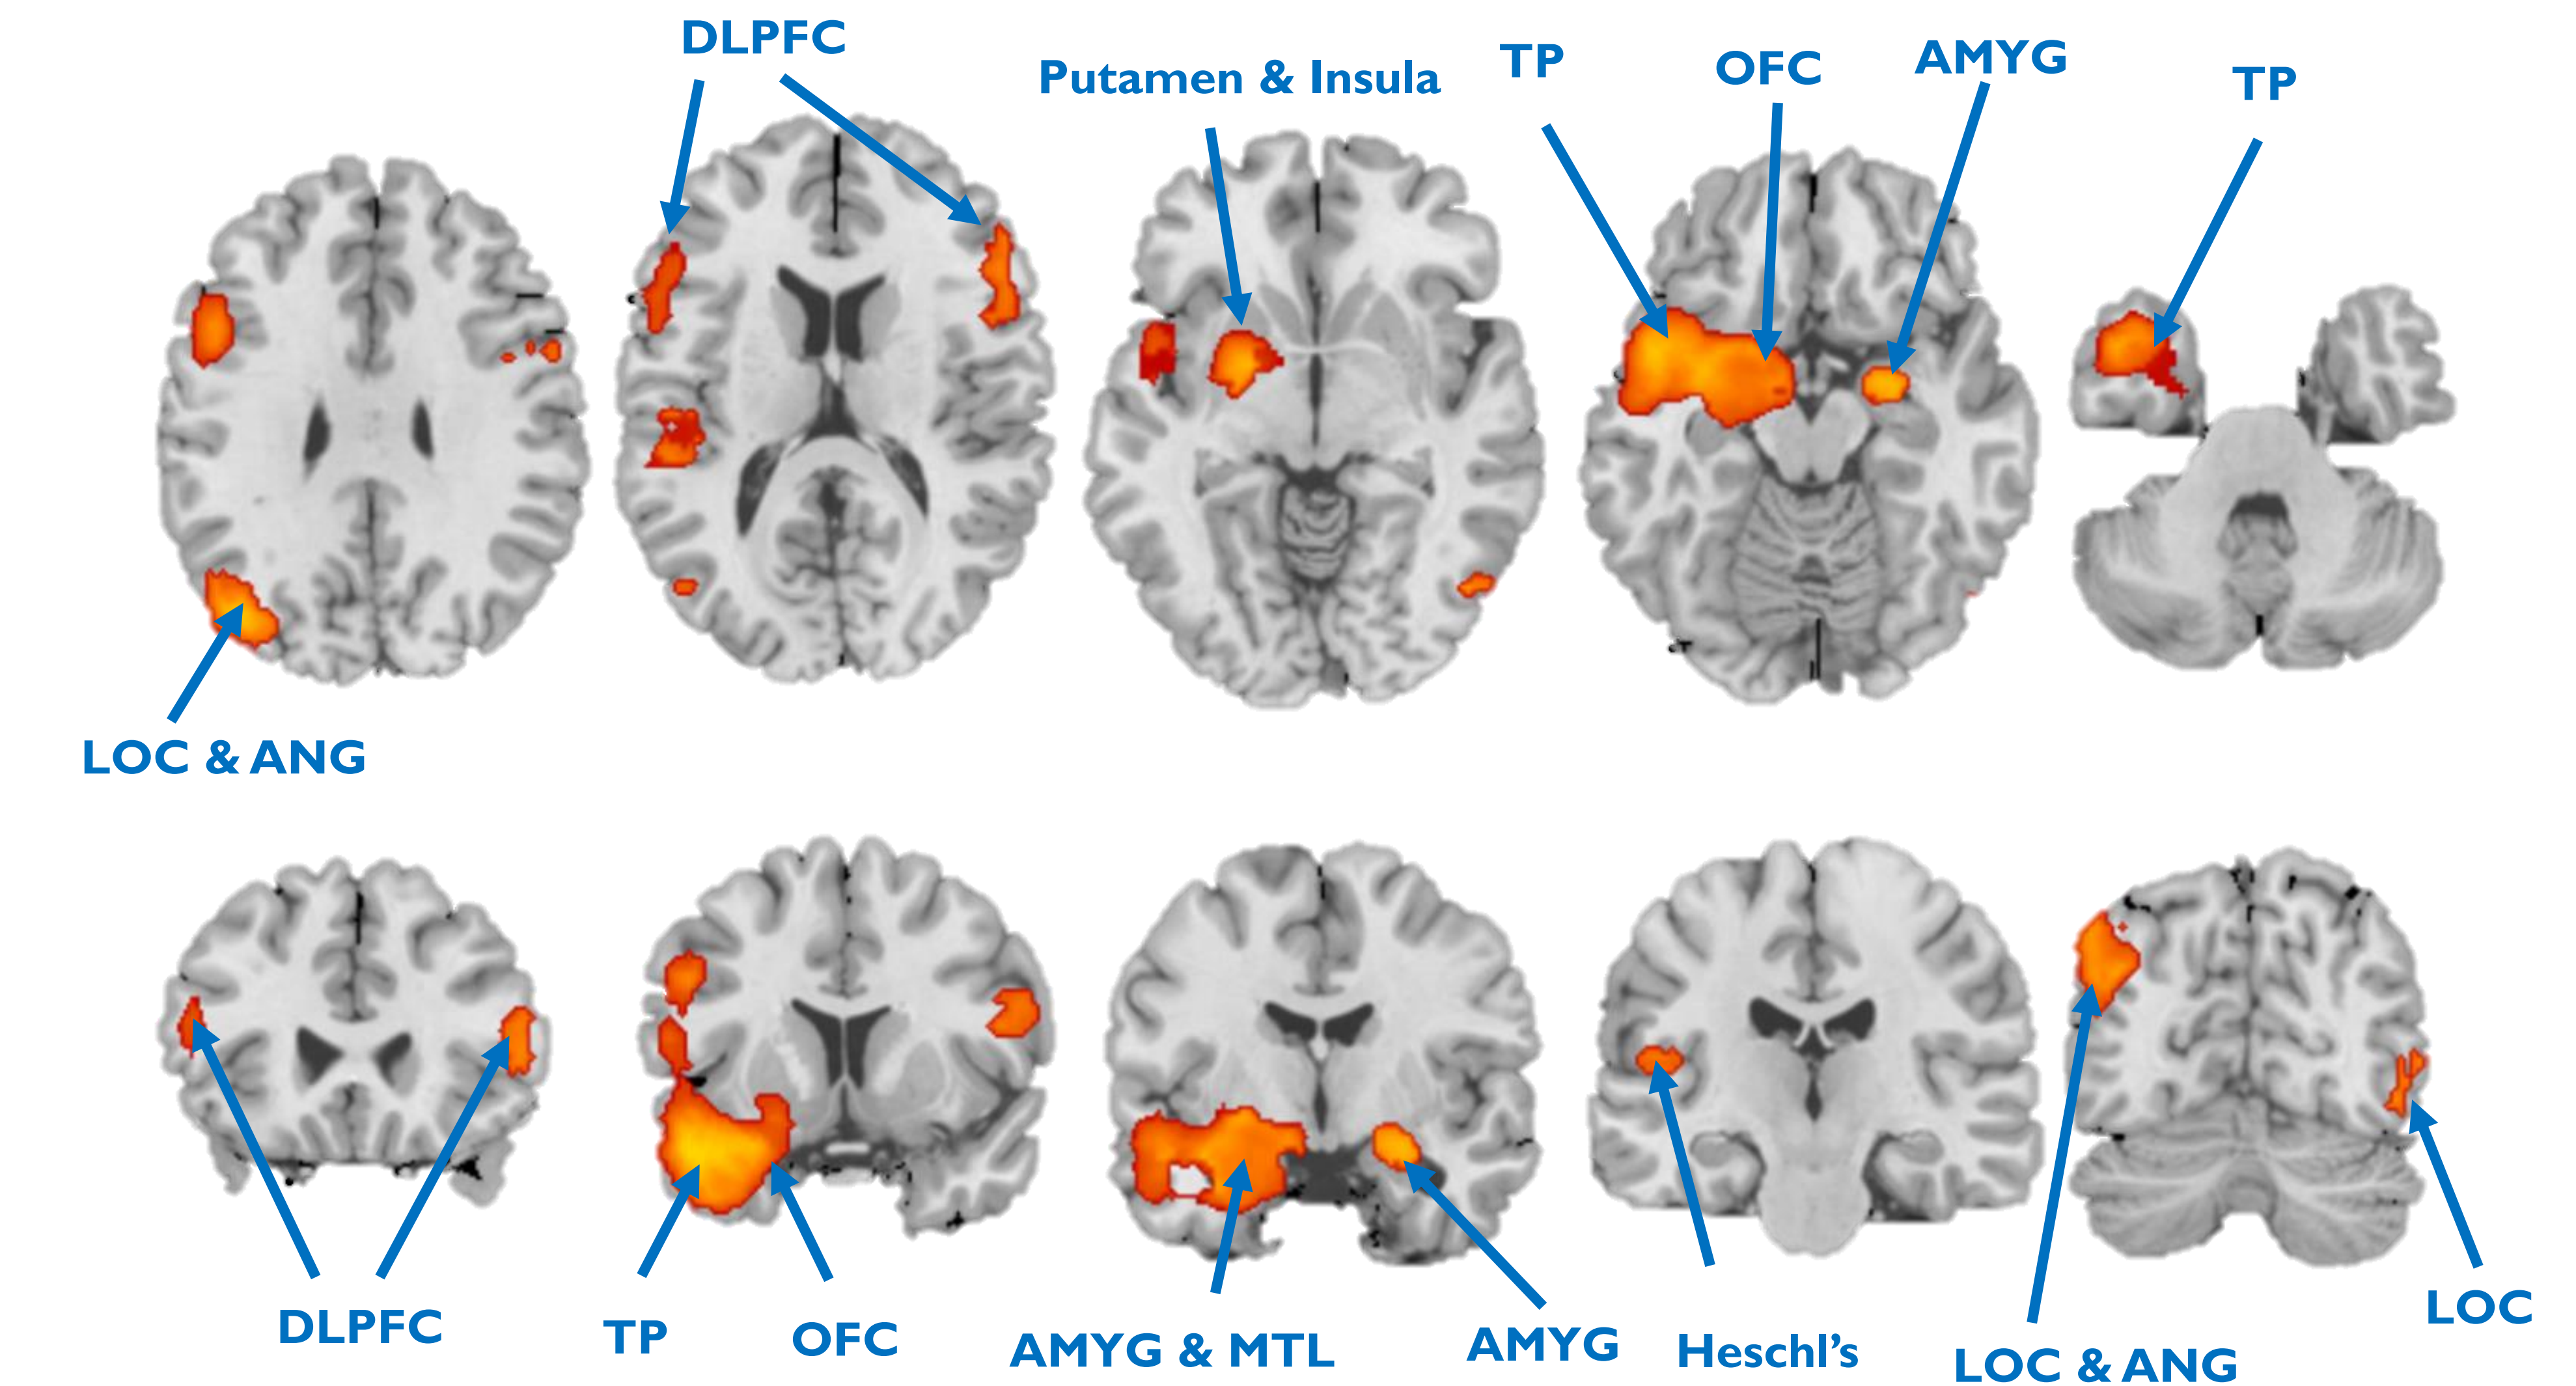 DLPFC
Putamen & Insula
TP
OFC
AMYG
TP
LOC & ANG
DLPFC
TP
OFC
AMYG & MTL
AMYG
Heschl's
LOC & ANG
LOC